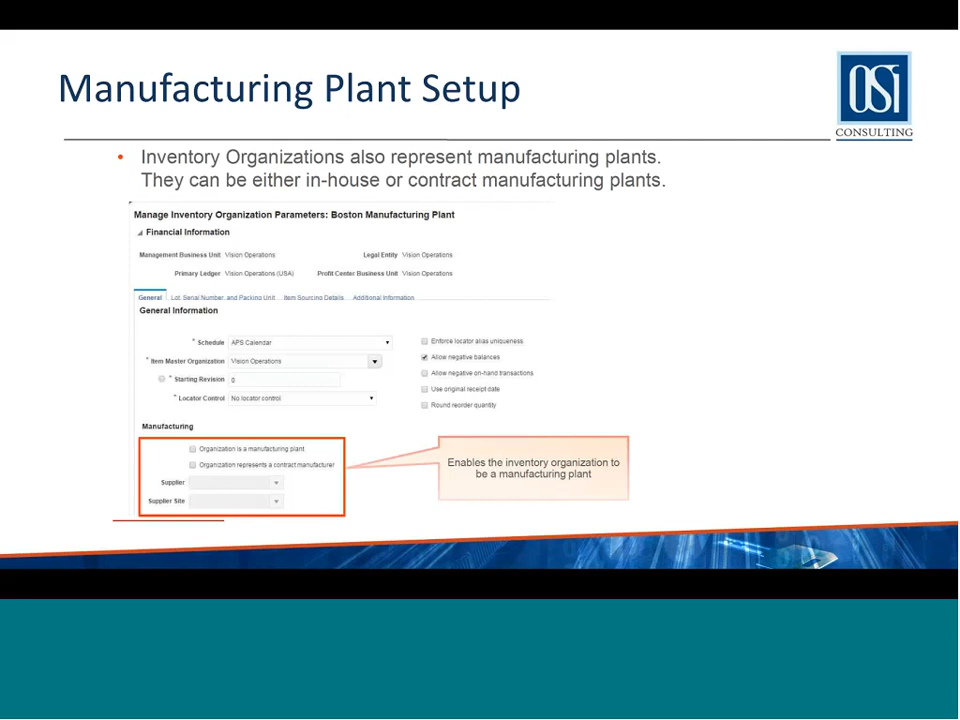 Manufacturing Plant Setup
OSI
CONSULTING
• Inventory Organizations also represent manufacturing plants.
They can be either in-house or contract manufacturing plants.
Manage Inventory Organization Parameters: Boston Manufacturing Plant
Financial Information
Management Business Unit Vision Operations Legal Entity Vision Operations
Primary Ledger Vision Operations (USA) Profit Center Business Unit Vision Operations
General Lot, Serial Number, and Packing Unit Item Sourcing Details Additional Information
General Information
* Schedule APS Calendar Enforce locator alias uniqueness
* Item Master Organization Vision Operations Allow negative balances
* Starting Revision 0 Allow negative on-hand transactions
Use original receipt date
* Locator Control No locator control Round reorder quantity
Manufacturing
Organization is a manufacturing plant
Organization represents a contract manufacturer
Supplier
Supplier Site
Enables the inventory organization to
be a manufacturing plant